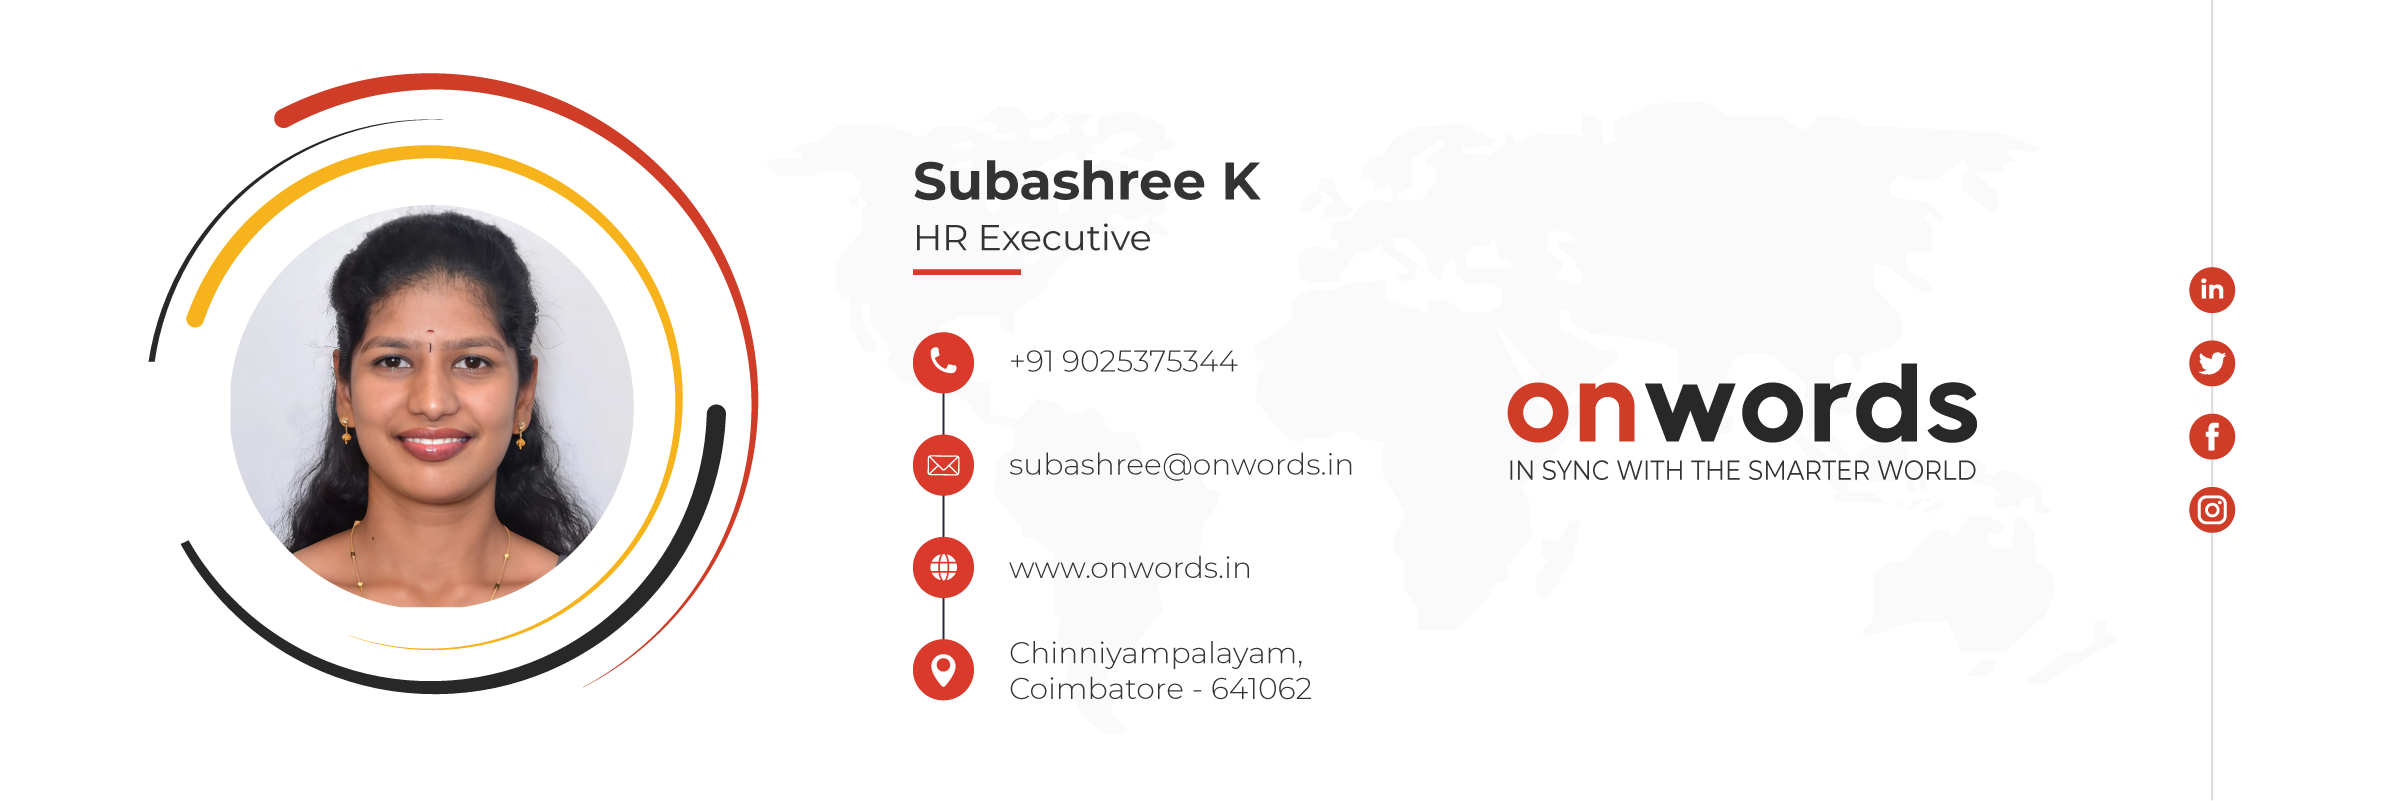 Subashree K
HR Executive
+91 9025375344
subashree@onwords.in
www.onwords.in
Chinniyampalayam,
Coimbatore - 641062
onwords
IN SYNC WITH THE SMARTER WORLD
in
f